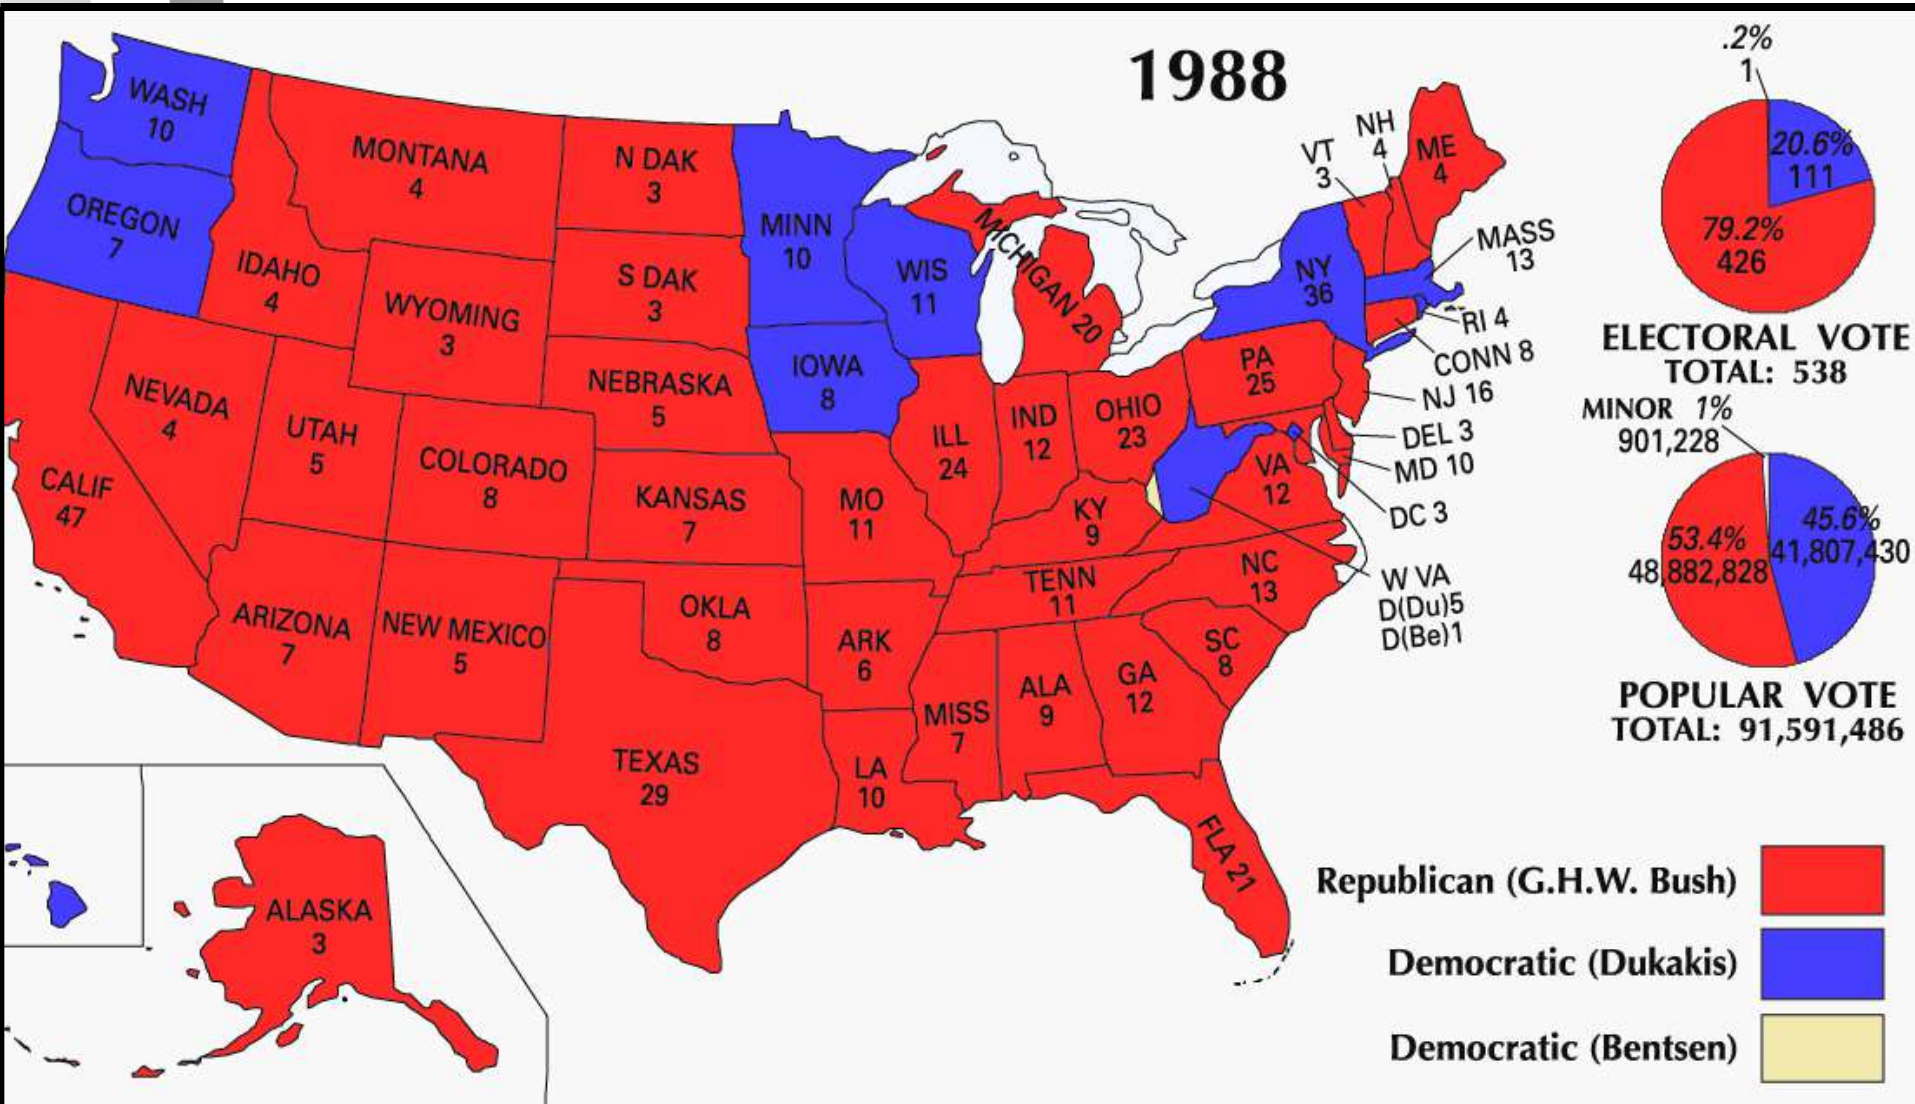 1988
WASH
10
OREGON
7
CALIF
47
NEVADA
4
IDAHO
4
MONTANA
4
WYOMING
3
UTAH
5
COLORADO
8
ARIZONA
7
NEW MEXICO
5
N DAK
3
S DAK
3
NEBRASKA
5
KANSAS
7
OKLA
8
TEXAS
29
MINN
10
IOWA
8
MO
11
ARK
6
LA
10
WIS
11
ILL
24
MICHIGAN 20
IND
12
OHIO
23
KY
9
TENN
11
MISS
7
ALA
9
GA
12
FLA 21
SC
8
NC
13
VA
12
W VA
D(Du)5
D(Be)1
PA
25
NY
36
VT
3
NH
4
ME
4
MASS
13
RI 4
CONN 8
NJ 16
DEL 3
MD 10
DC 3
ALASKA
3
.2%
1
20.6%
111
79.2%
426
ELECTORAL VOTE
TOTAL: 538
MINOR 1%
901,228
45.6%
41,807,430
53.4%
48,882,828
POPULAR VOTE
TOTAL: 91,591,486
Republican (G.H.W. Bush)
Democratic (Dukakis)
Democratic (Bentsen)